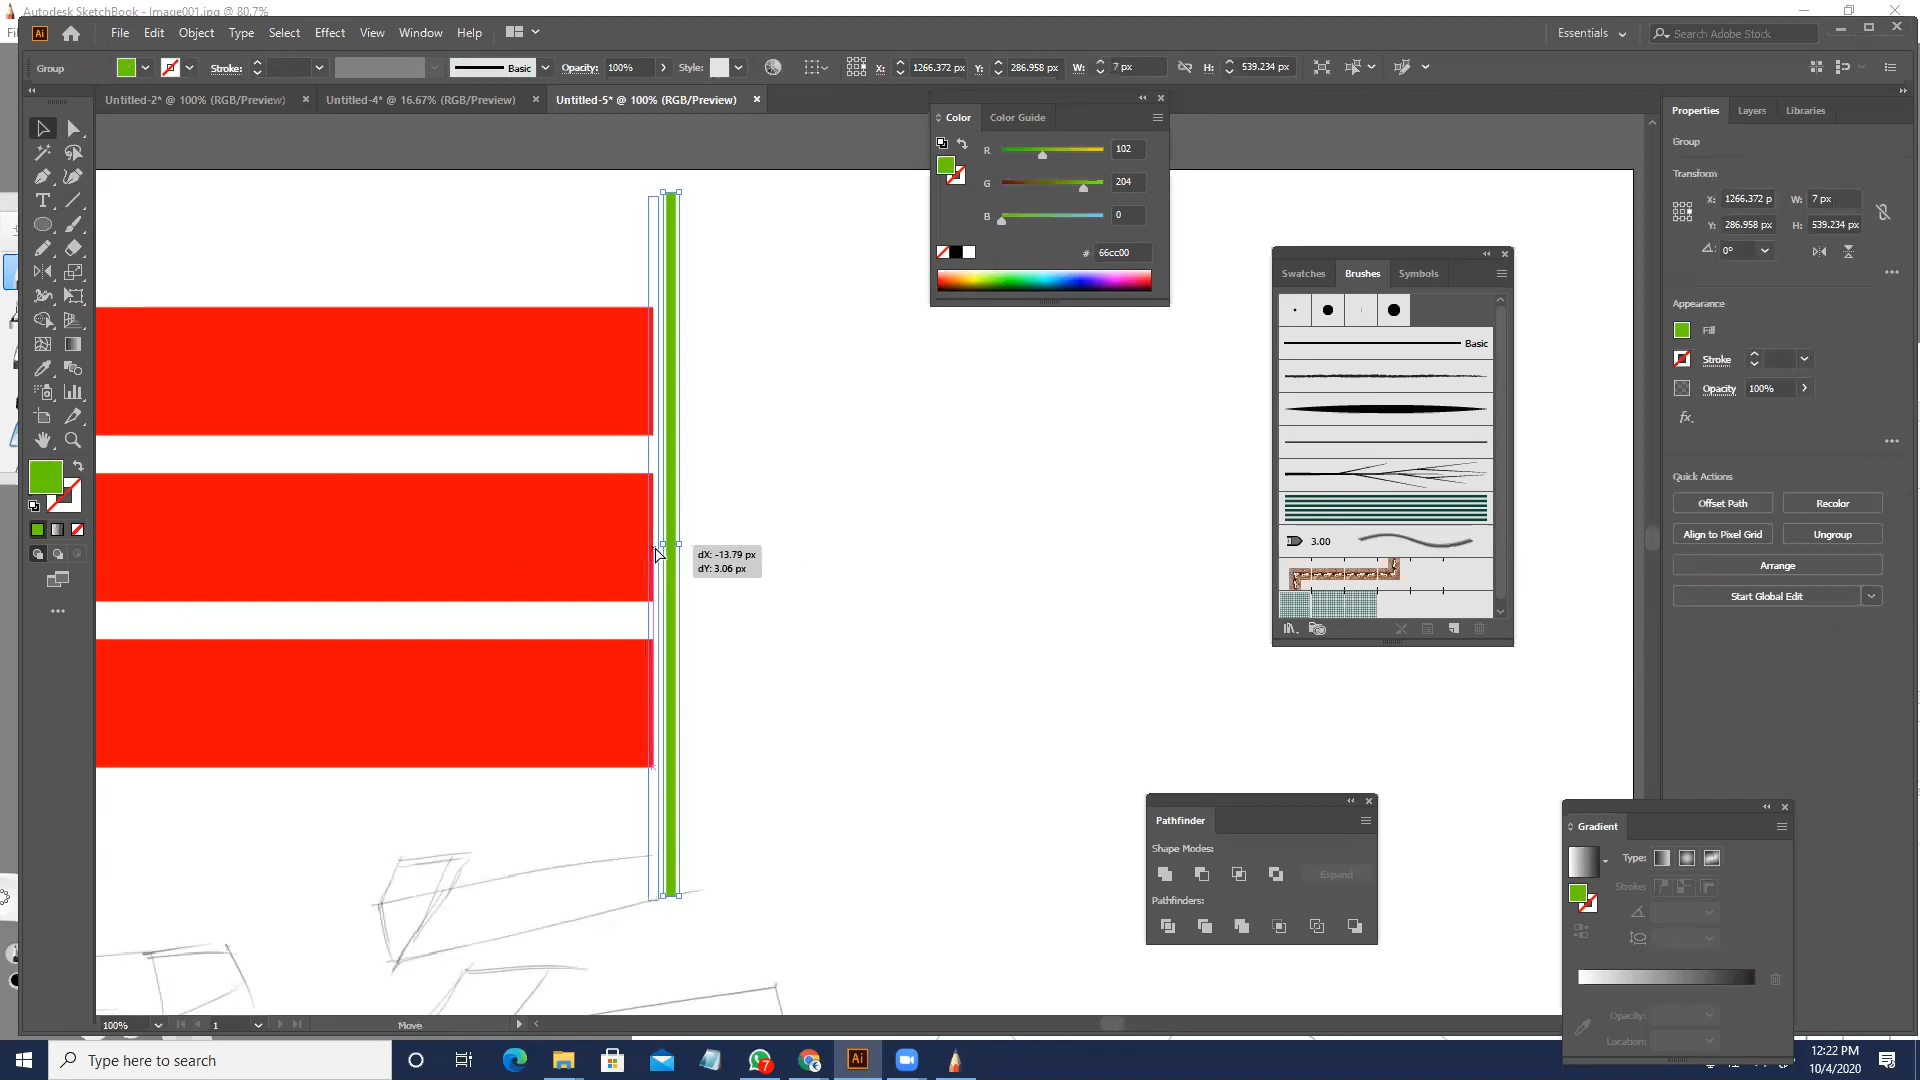 Autodesk SketchBook - Image001.jpg @ 80.7%
Ai File Edit Object Type Select Effect View Window Help Essentials Search Adobe Stock
Group Stroke: Basic Opacity: 100% Style: X: 1266.372 px Y: 286.958 px W: 7 px H: 539.234 px
Untitled-2* @ 100% (RGB/Preview) Untitled-4* @ 16.67% (RGB/Preview) Untitled-5* @ 100% (RGB/Preview)
Color Color Guide
R 102
G 204
B 0
# 66cc00
Swatches Brushes Symbols
Basic
3.00
dX: -13.79 px
dY: 3.06 px
Pathfinder
Shape Modes:
Expand
Pathfinders:
Properties Layers Libraries
Group
Transform
X: 1266.372 p W: 7 px
Y: 286.958 px H: 539.234 px
0°
Appearance
Fill
Stroke
Opacity 100%
fx.
Quick Actions
Offset Path Recolor
Align to Pixel Grid Ungroup
Arrange
Start Global Edit
Gradient
Type:
Stroke:
Opacity:
Location:
100% 1 Move
Type here to search
7
Ai
12:22 PM
10/4/2020